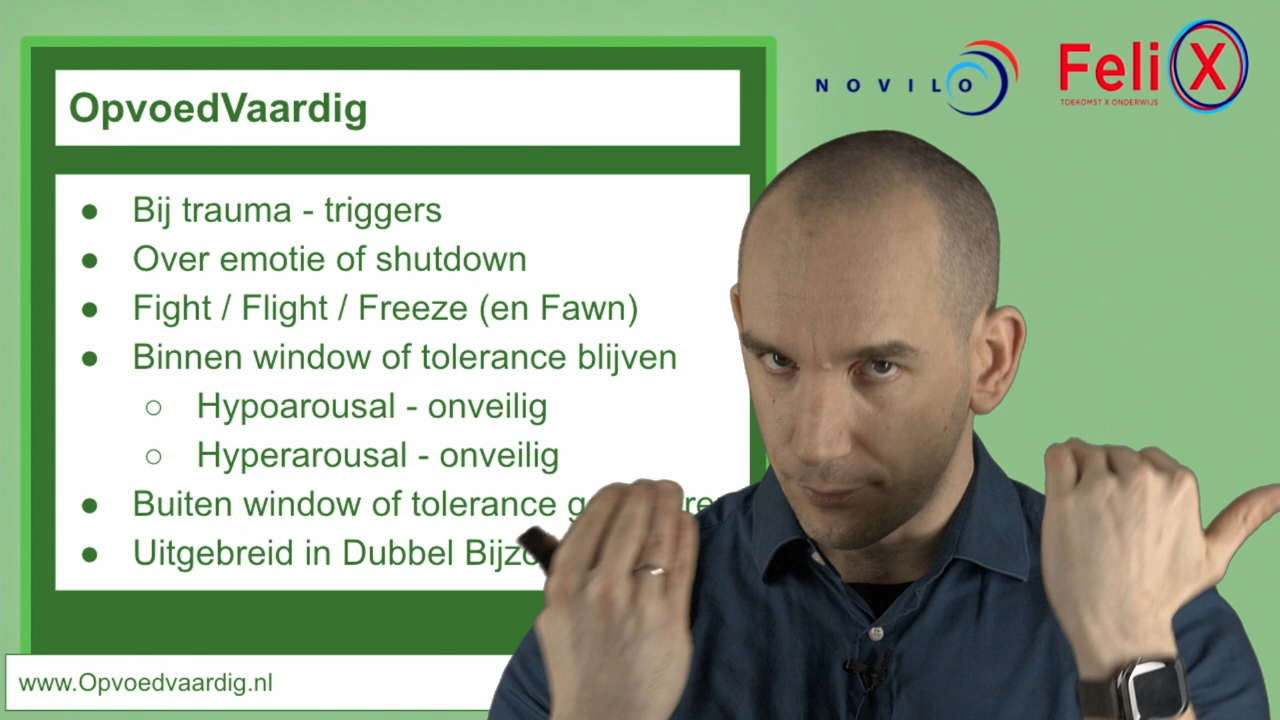 OpvoedVaardig
NOVILO
FeliX
TOEKOMST X ONDERWIJS
● Bij trauma - triggers
● Over emotie of shutdown
● Fight / Flight / Freeze (en Fawn)
● Binnen window of tolerance blijven
○ Hypoarousal - onveilig
○ Hyperarousal - onveilig
● Buiten window of tolerance
● Uitgebreid in Dubbel
www.Opvoedvaardig.nl